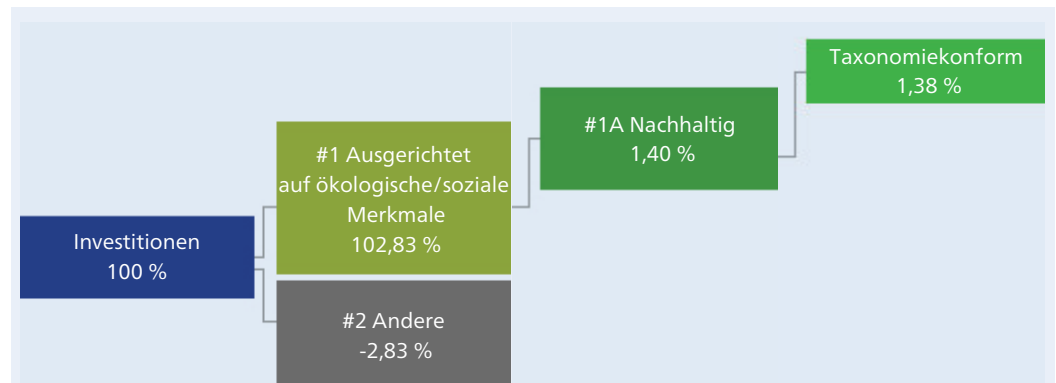 Investitionen
100 %
#1 Ausgerichtet
auf ökologische/soziale
Merkmale
102,83 %
#2 Andere
-2,83 %
#1A Nachhaltig
1,40 %
Taxonomiekonform
1,38 %